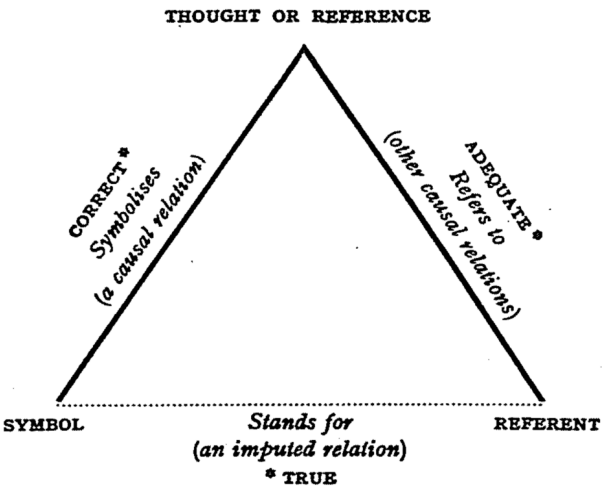 THOUGHT OR REFERENCE
CORRECT*
Symbolises
(a causal relation)
ADEQUATE*
Refers to
(other causal relations)
SYMBOL
Stands for
REFERENT
(an imputed relation)
* TRUE